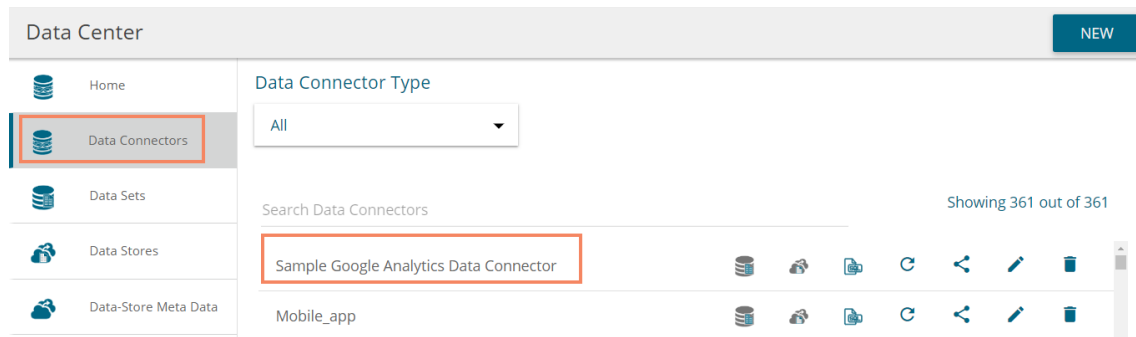 Data Center
NEW
Home
Data Connectors
Data Sets
Data Stores
Data-Store Meta Data
Data Connector Type
All
Search Data Connectors
Showing 361 out of 361
Sample Google Analytics Data Connector
Mobile_app